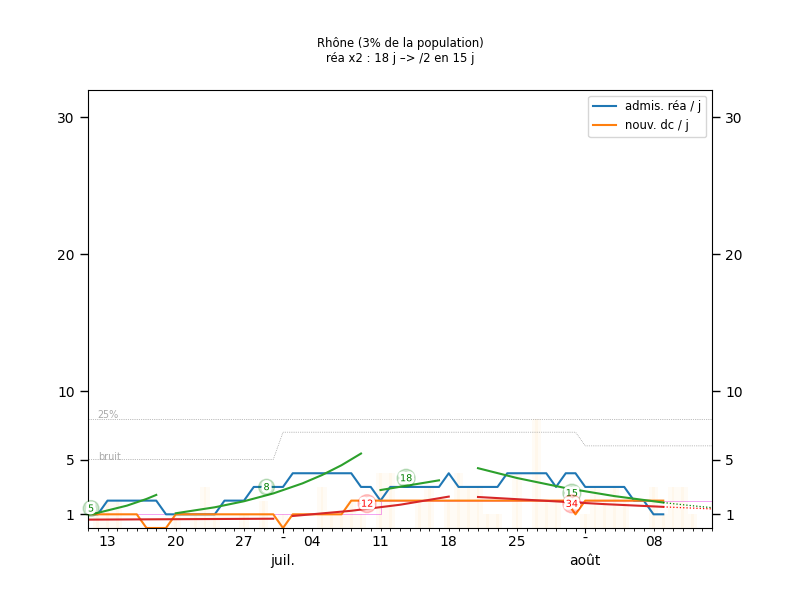 Rhône (3% de la population)
réa x2 : 18 j –> /2 en 15 j
admis. réa / j
nouv. dc / j
30 30
20 20
10 10
25%
bruit
5 5
18
8
15
12
34
5
1 1
13 20 27 - 04 11 18 25 - 08
juil. août